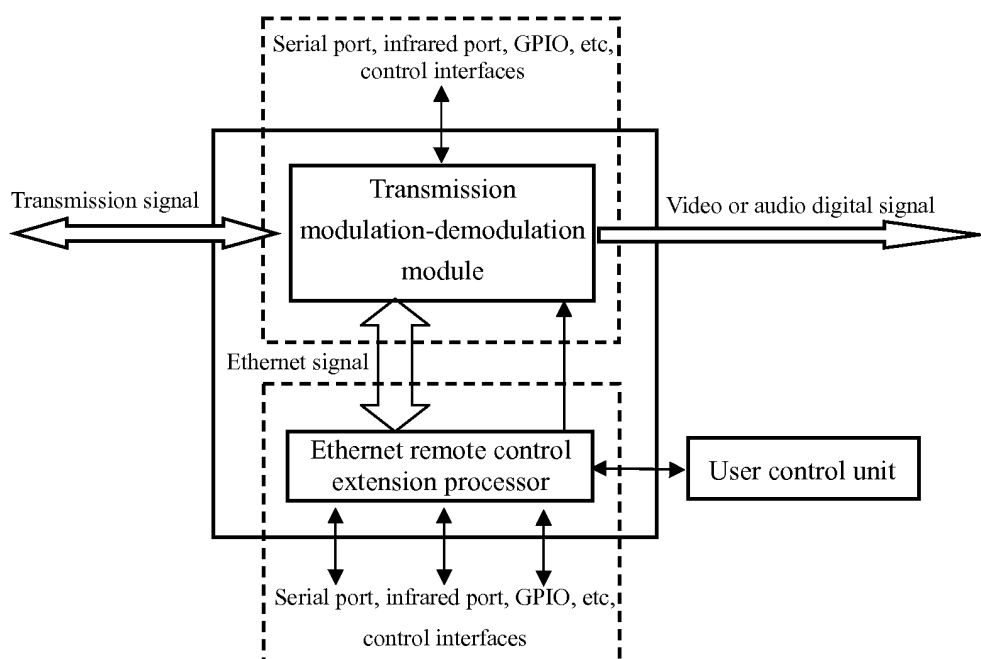 Serial port, infrared port, GPIO, etc,
control interfaces
Transmission signal
Transmission
modulation-demodulation
module
Video or audio digital signal
Ethernet signal
Ethernet remote control
extension processor
User control unit
Serial port, infrared port, GPIO, etc,
control interfaces